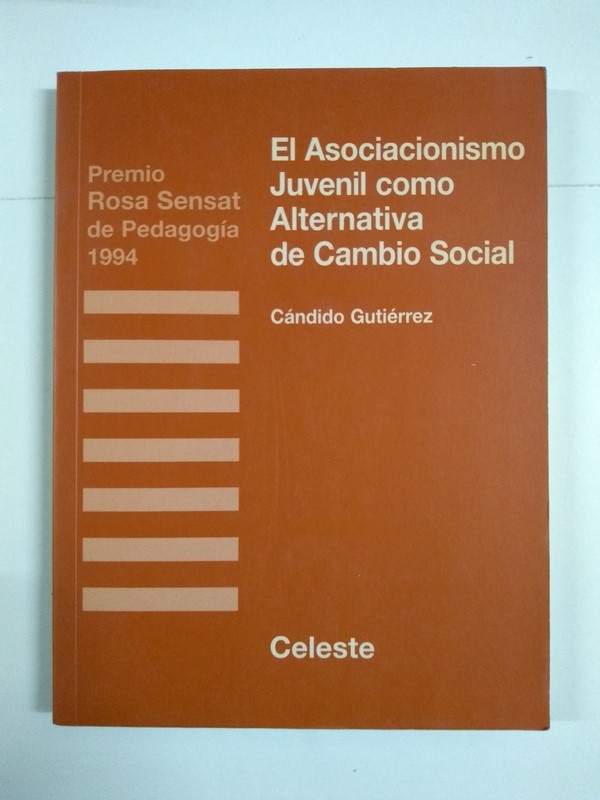 Premio
Rosa Sensat
de Pedagogía
1994
El Asociacionismo
Juvenil como
Alternativa
de Cambio Social
Cándido Gutiérrez
Celeste